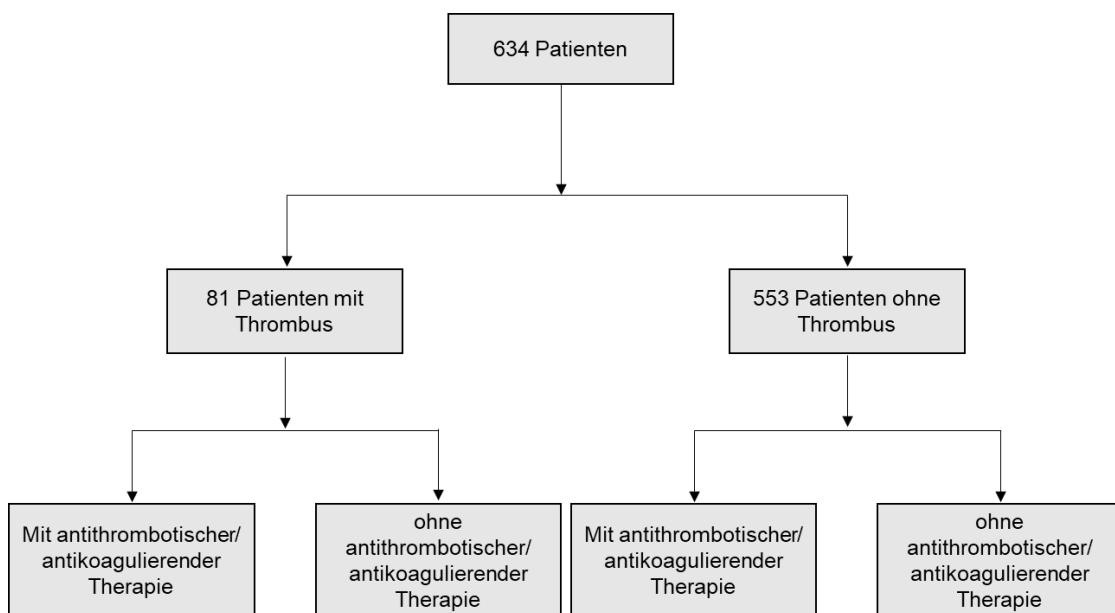 634 Patienten
81 Patienten mit
Thrombus
553 Patienten ohne
Thrombus
Mit antithrombotischer/
antikoagulierender
Therapie
ohne
antithrombotischer/
antikoagulierender
Therapie
Mit antithrombotischer/
antikoagulierender
Therapie
ohne
antithrombotischer/
antikoagulierender
Therapie